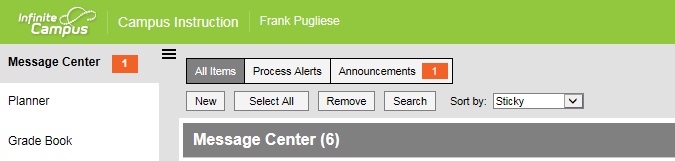 Infinite Campus Campus Instruction Frank Pugliese
Message Center 1
All Items Process Alerts Announcements 1
Planner
New Select All Remove Search Sort by: Sticky
Grade Book
Message Center (6)